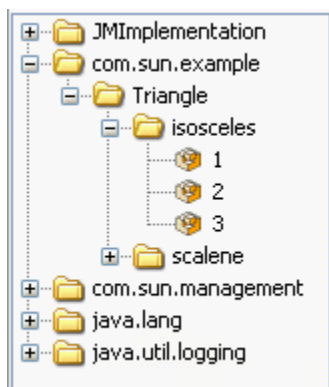 JMImplementation
com.sun.example
Triangle
isosceles
1
2
3
scalene
com.sun.management
java.lang
java.util.logging